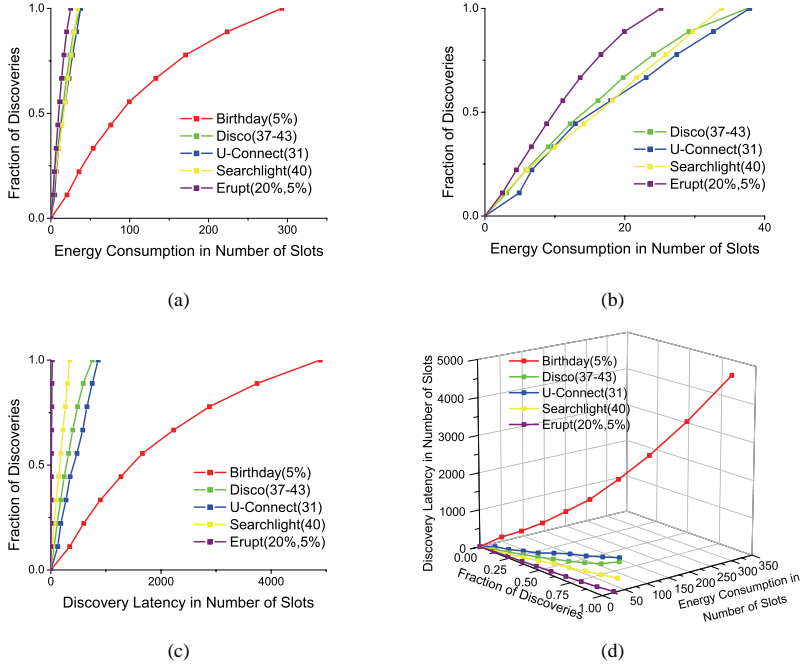 1.0
0.5
0.0
Fraction of Discoveries
0
100
200
300
Energy Consumption in Number of Slots
Birthday(5%)
Disco(37-43)
U-Connect(31)
Searchlight(40)
Erupt(20%,5%)
(a)
1.0
0.5
0.0
Fraction of Discoveries
0
20
40
Energy Consumption in Number of Slots
Disco(37-43)
U-Connect(31)
Searchlight(40)
Erupt(20%,5%)
(b)
1.0
0.5
0.0
Fraction of Discoveries
0
2000
4000
Discovery Latency in Number of Slots
Birthday(5%)
Disco(37-43)
U-Connect(31)
Searchlight(40)
Erupt(20%,5%)
(c)
5000
4000
3000
2000
1000
0
Discovery Latency in Number of Slots
Birthday(5%)
Disco(37-43)
U-Connect(31)
Searchlight(40)
Erupt(20%,5%)
0.00
0.25
0.50
0.75
1.00
Fraction of Discoveries
0
50
100
150
200
250
300
350
Energy Consumption in
Number of Slots
(d)